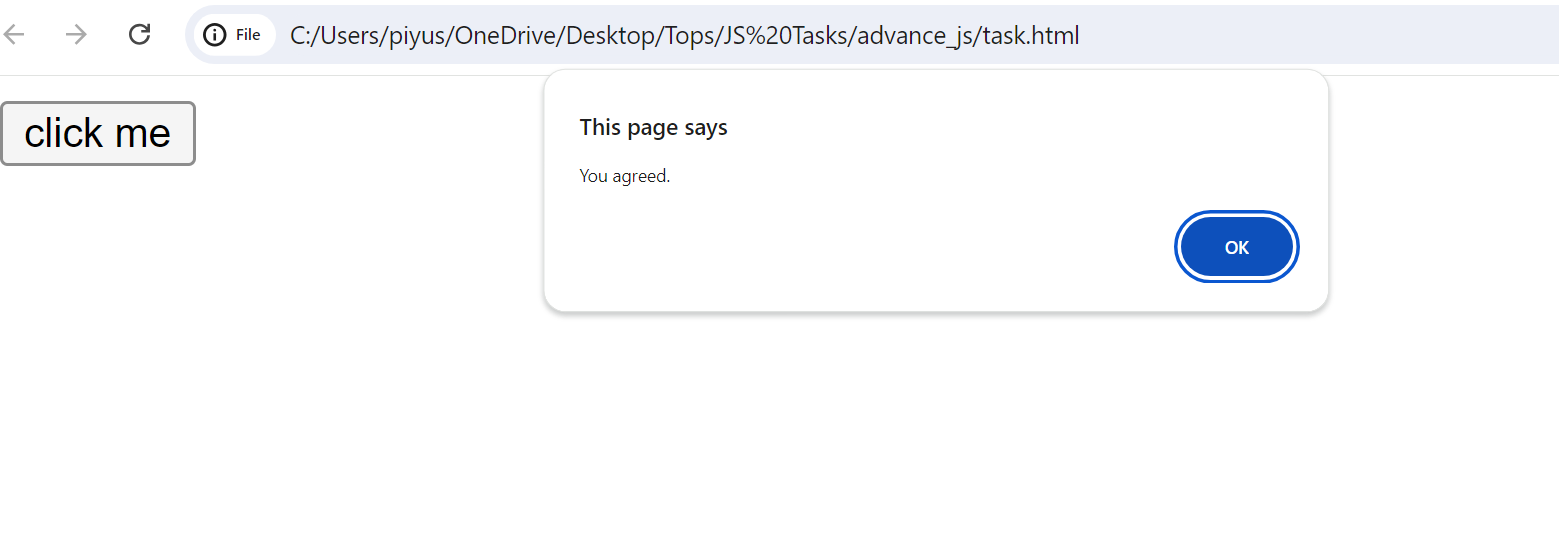 File C:/Users/piyus/OneDrive/Desktop/Tops/JS%20Tasks/advance_js/task.html
click me
This page says
You agreed.
OK